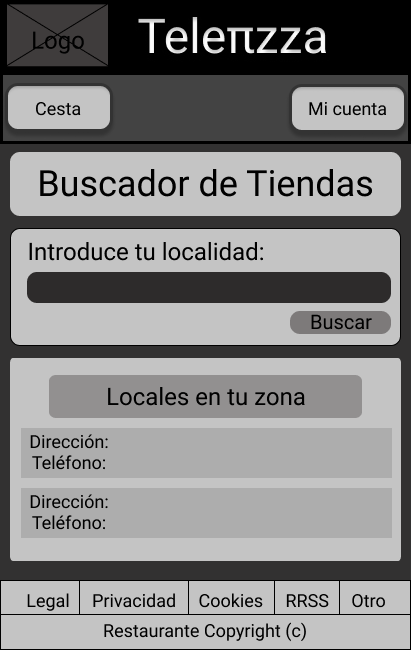 Logo
Teleπzza
Cesta
Mi cuenta
Buscador de Tiendas
Introduce tu localidad:
Buscar
Locales en tu zona
Dirección:
Teléfono:
Dirección:
Teléfono:
Legal Privacidad Cookies RRSS Otro
Restaurante Copyright (c)